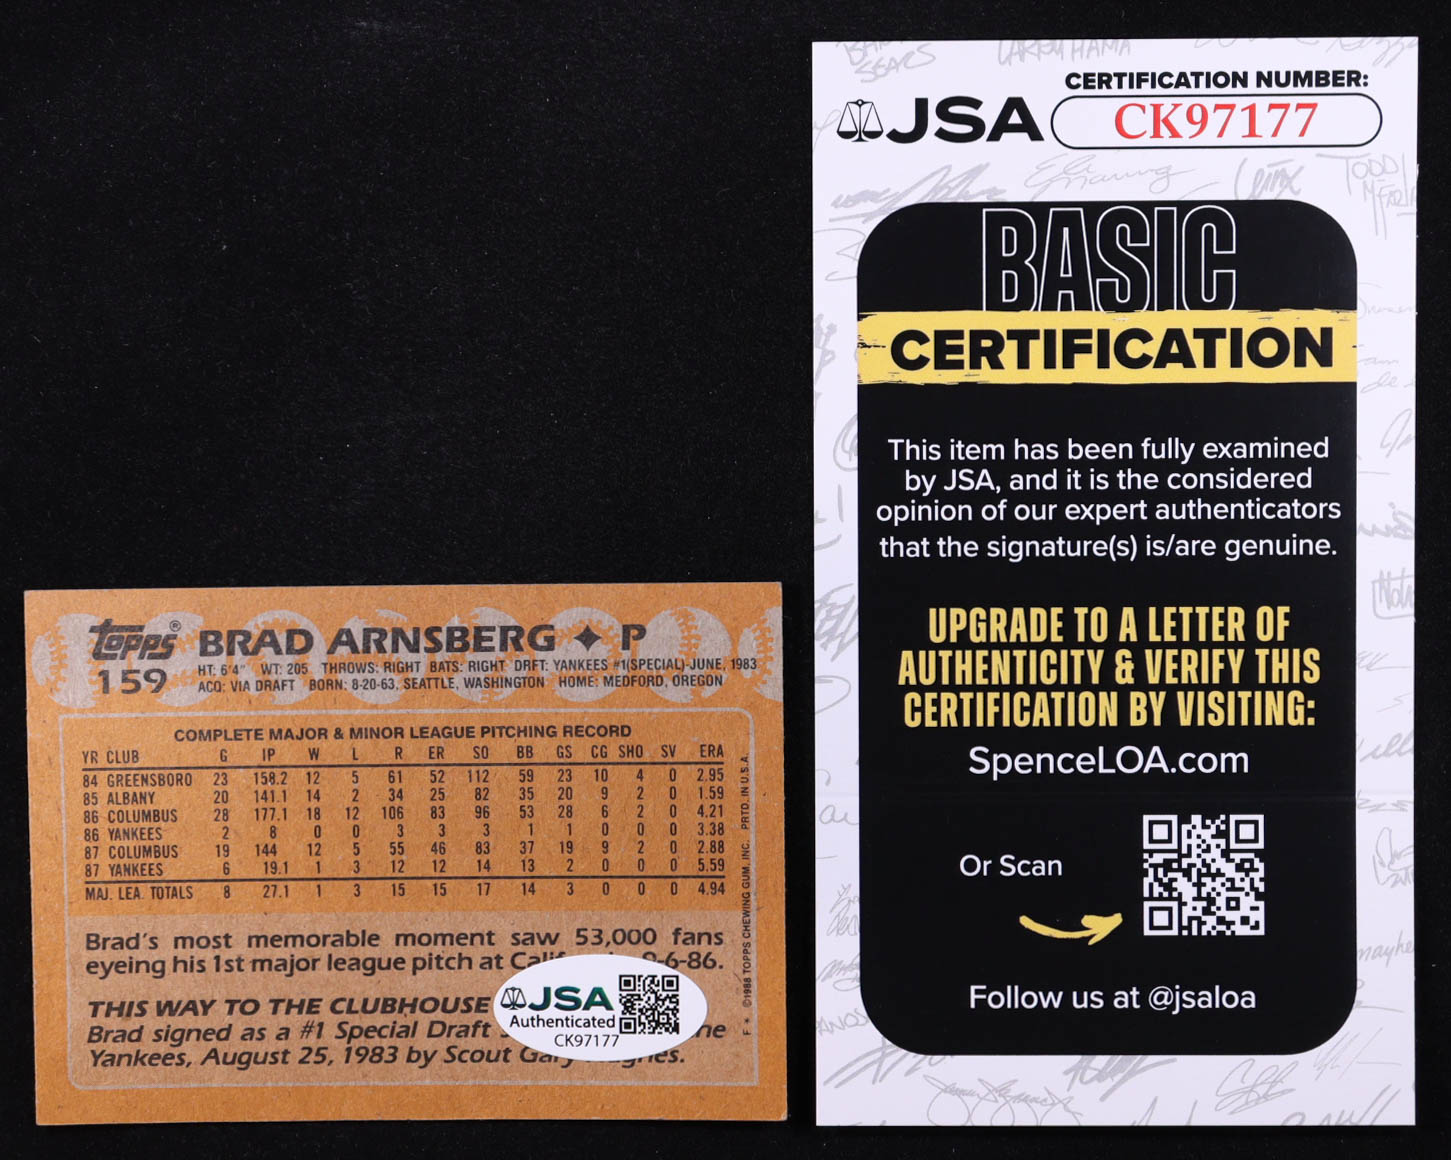 topps® BRAD ARNSBERG ✦ P
159
HT: 6'4" WT: 205 THROWS: RIGHT BATS: RIGHT DRFT: YANKEES #1(SPECIAL)-JUNE, 1983
ACQ: VIA DRAFT BORN: 8-20-63, SEATTLE, WASHINGTON HOME: MEDFORD, OREGON
COMPLETE MAJOR & MINOR LEAGUE PITCHING RECORD
YR CLUB G IP W L R ER SO BB GS CG SHO SV ERA
84 GREENSBORO 23 158.2 12 5 61 52 112 59 23 10 4 0 2.95
85 ALBANY 20 141.1 14 2 34 25 82 35 20 9 2 0 1.59
86 COLUMBUS 28 177.1 18 12 106 83 96 53 28 6 2 0 4.21
86 YANKEES 2 8 0 0 3 3 3 1 1 0 0 0 3.38
87 COLUMBUS 19 144 12 5 55 46 83 37 19 9 2 0 2.88
87 YANKEES 6 19.1 1 3 12 12 14 13 2 0 0 0 5.59
MAJ. LEA. TOTALS 8 27.1 1 3 15 15 17 14 3 0 0 0 4.94
Brad's most memorable moment saw 53,000 fans
eyeing his 1st major league pitch at 9-6-86.
THIS WAY TO THE CLUBHOUSE
Brad signed as a #1 Special Draft
Yankees, August 25, 1983 by Scout
F * ©1988 TOPPS CHEWING GUM, INC. PRTD. IN U.S.A.
JSA
Authenticated
CK97177
CERTIFICATION NUMBER:
JSA CK97177
BASIC
CERTIFICATION
This item has been fully examined
by JSA, and it is the considered
opinion of our expert authenticators
that the signature(s) is/are genuine.
UPGRADE TO A LETTER OF
AUTHENTICITY & VERIFY THIS
CERTIFICATION BY VISITING:
SpenceLOA.com
Or Scan
Follow us at @jsaloa